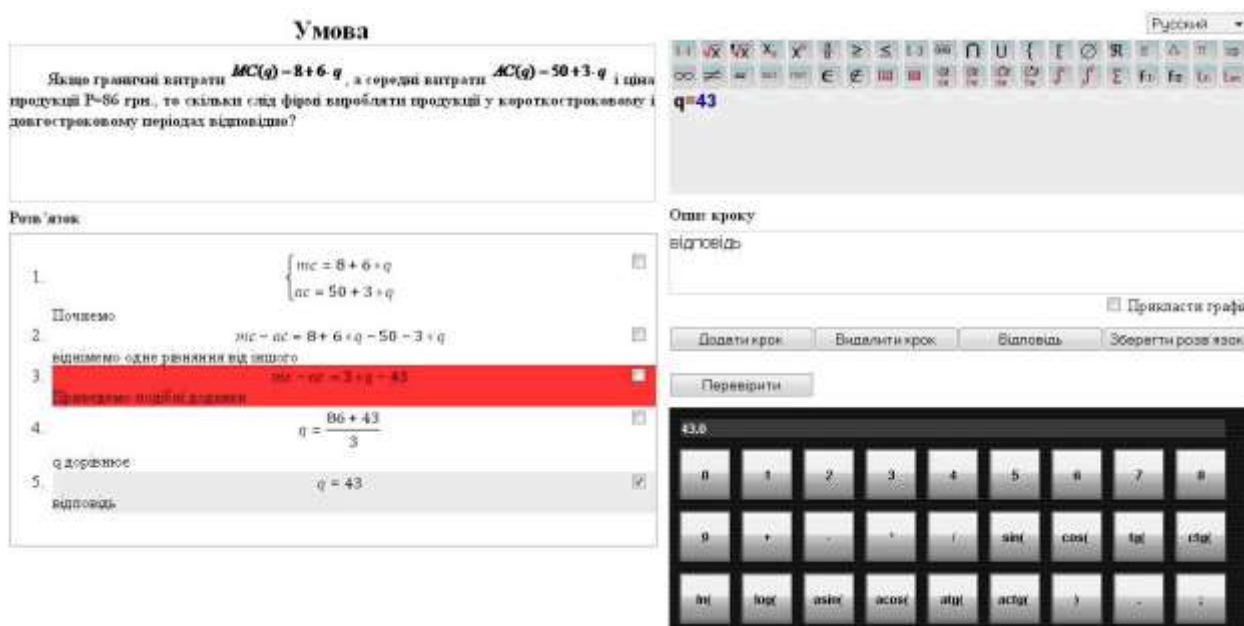 Умова
Русский
Якщо граничні витрати MC(q) = 8 + 6 · q , а середні витрати AC(q) = 50 + 3 · q і ціна
продукції P=86 грн., то скільки слід фірмі виробляти продукції у короткостроковому і
довгостроковому періодах відповідно?
q=43
Розв'язок
1. { mc = 8 + 6 * q
ac = 50 + 3 * q
Почнемо
2. mc − ac = 8 + 6 * q − 50 − 3 * q
віднімемо одне рівняння від іншого
3. mc − ac = 3 * q − 43
Приведемо подібні доданки
4. q = (86 + 43) / 3
q дорівнює
5. q = 43
відповідь
Опис кроку
відповідь
Прикласти графі
Додати крок Видалити крок Відповідь Зберегти розв'язок
Перевірити
43.0
0 1 2 3 4 5 6 7 8
9 + - * / sin( cos( tg( ctg(
ln( log( asin( acos( atg( actg( ) . ;